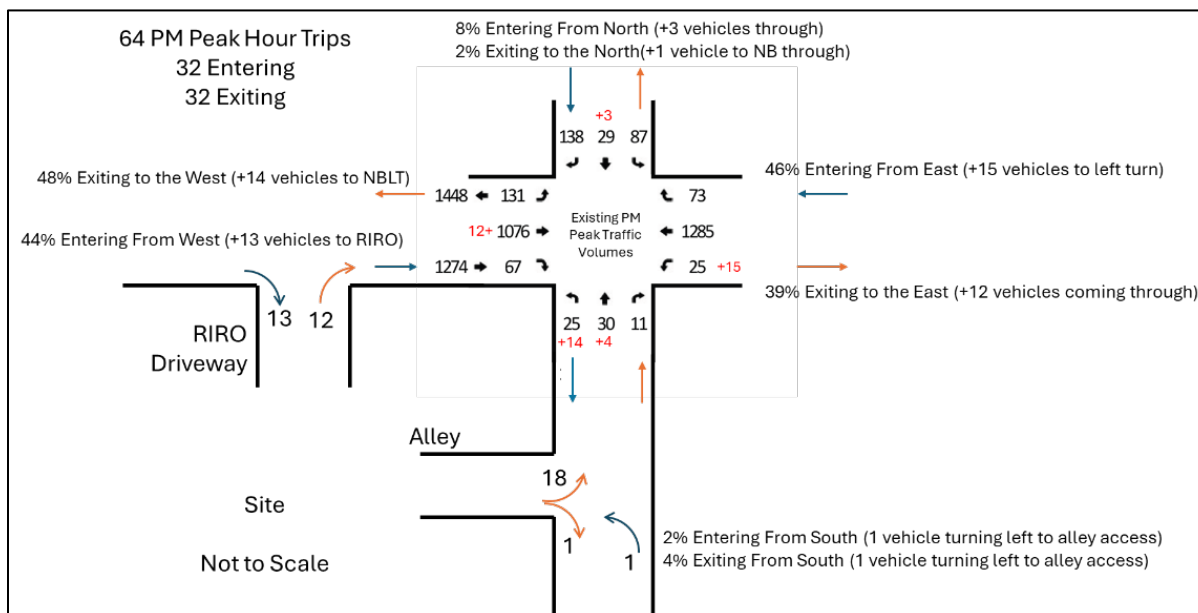 64 PM Peak Hour Trips
32 Entering
32 Exiting
8% Entering From North (+3 vehicles through)
2% Exiting to the North(+1 vehicle to NB through)
+3
138 29 87
48% Exiting to the West (+14 vehicles to NBLT)
46% Entering From East (+15 vehicles to left turn)
1448 131
73
Existing PM
Peak Traffic
Volumes
12+ 1076
1285
44% Entering From West (+13 vehicles to RIRO)
1274 67
25 +15
39% Exiting to the East (+12 vehicles coming through)
13 12
25 30 11
+14 +4
:
RIRO
Driveway
Alley
18
Site
1
1
2% Entering From South (1 vehicle turning left to alley access)
4% Exiting From South (1 vehicle turning left to alley access)
Not to Scale